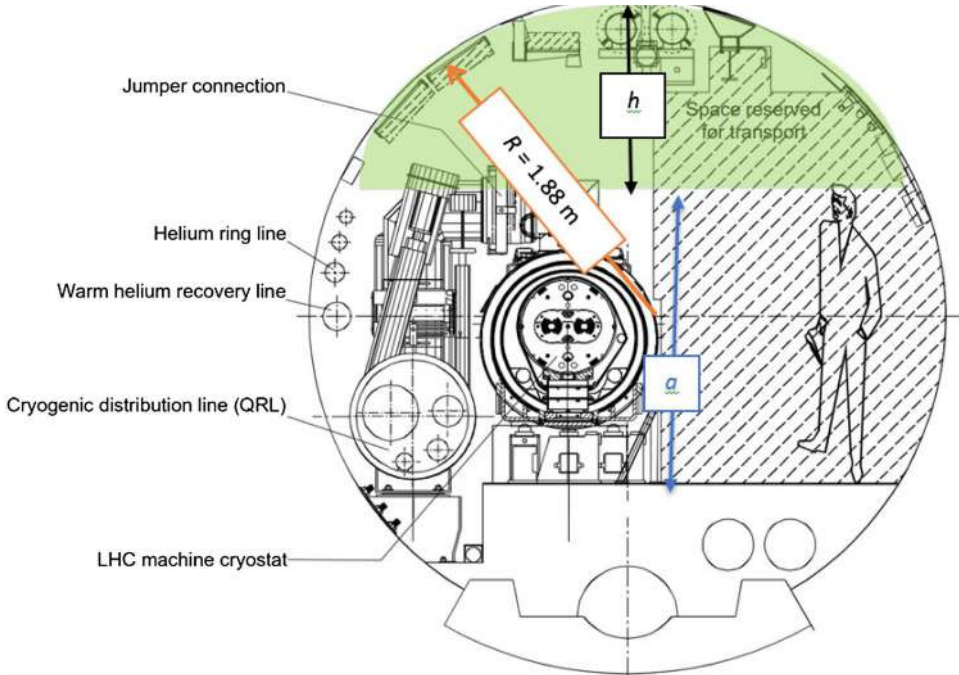 Jumper connection
h
Space reserved
for transport
R = 1.88 m
Helium ring line
Warm helium recovery line
a
Cryogenic distribution line (QRL)
LHC machine cryostat